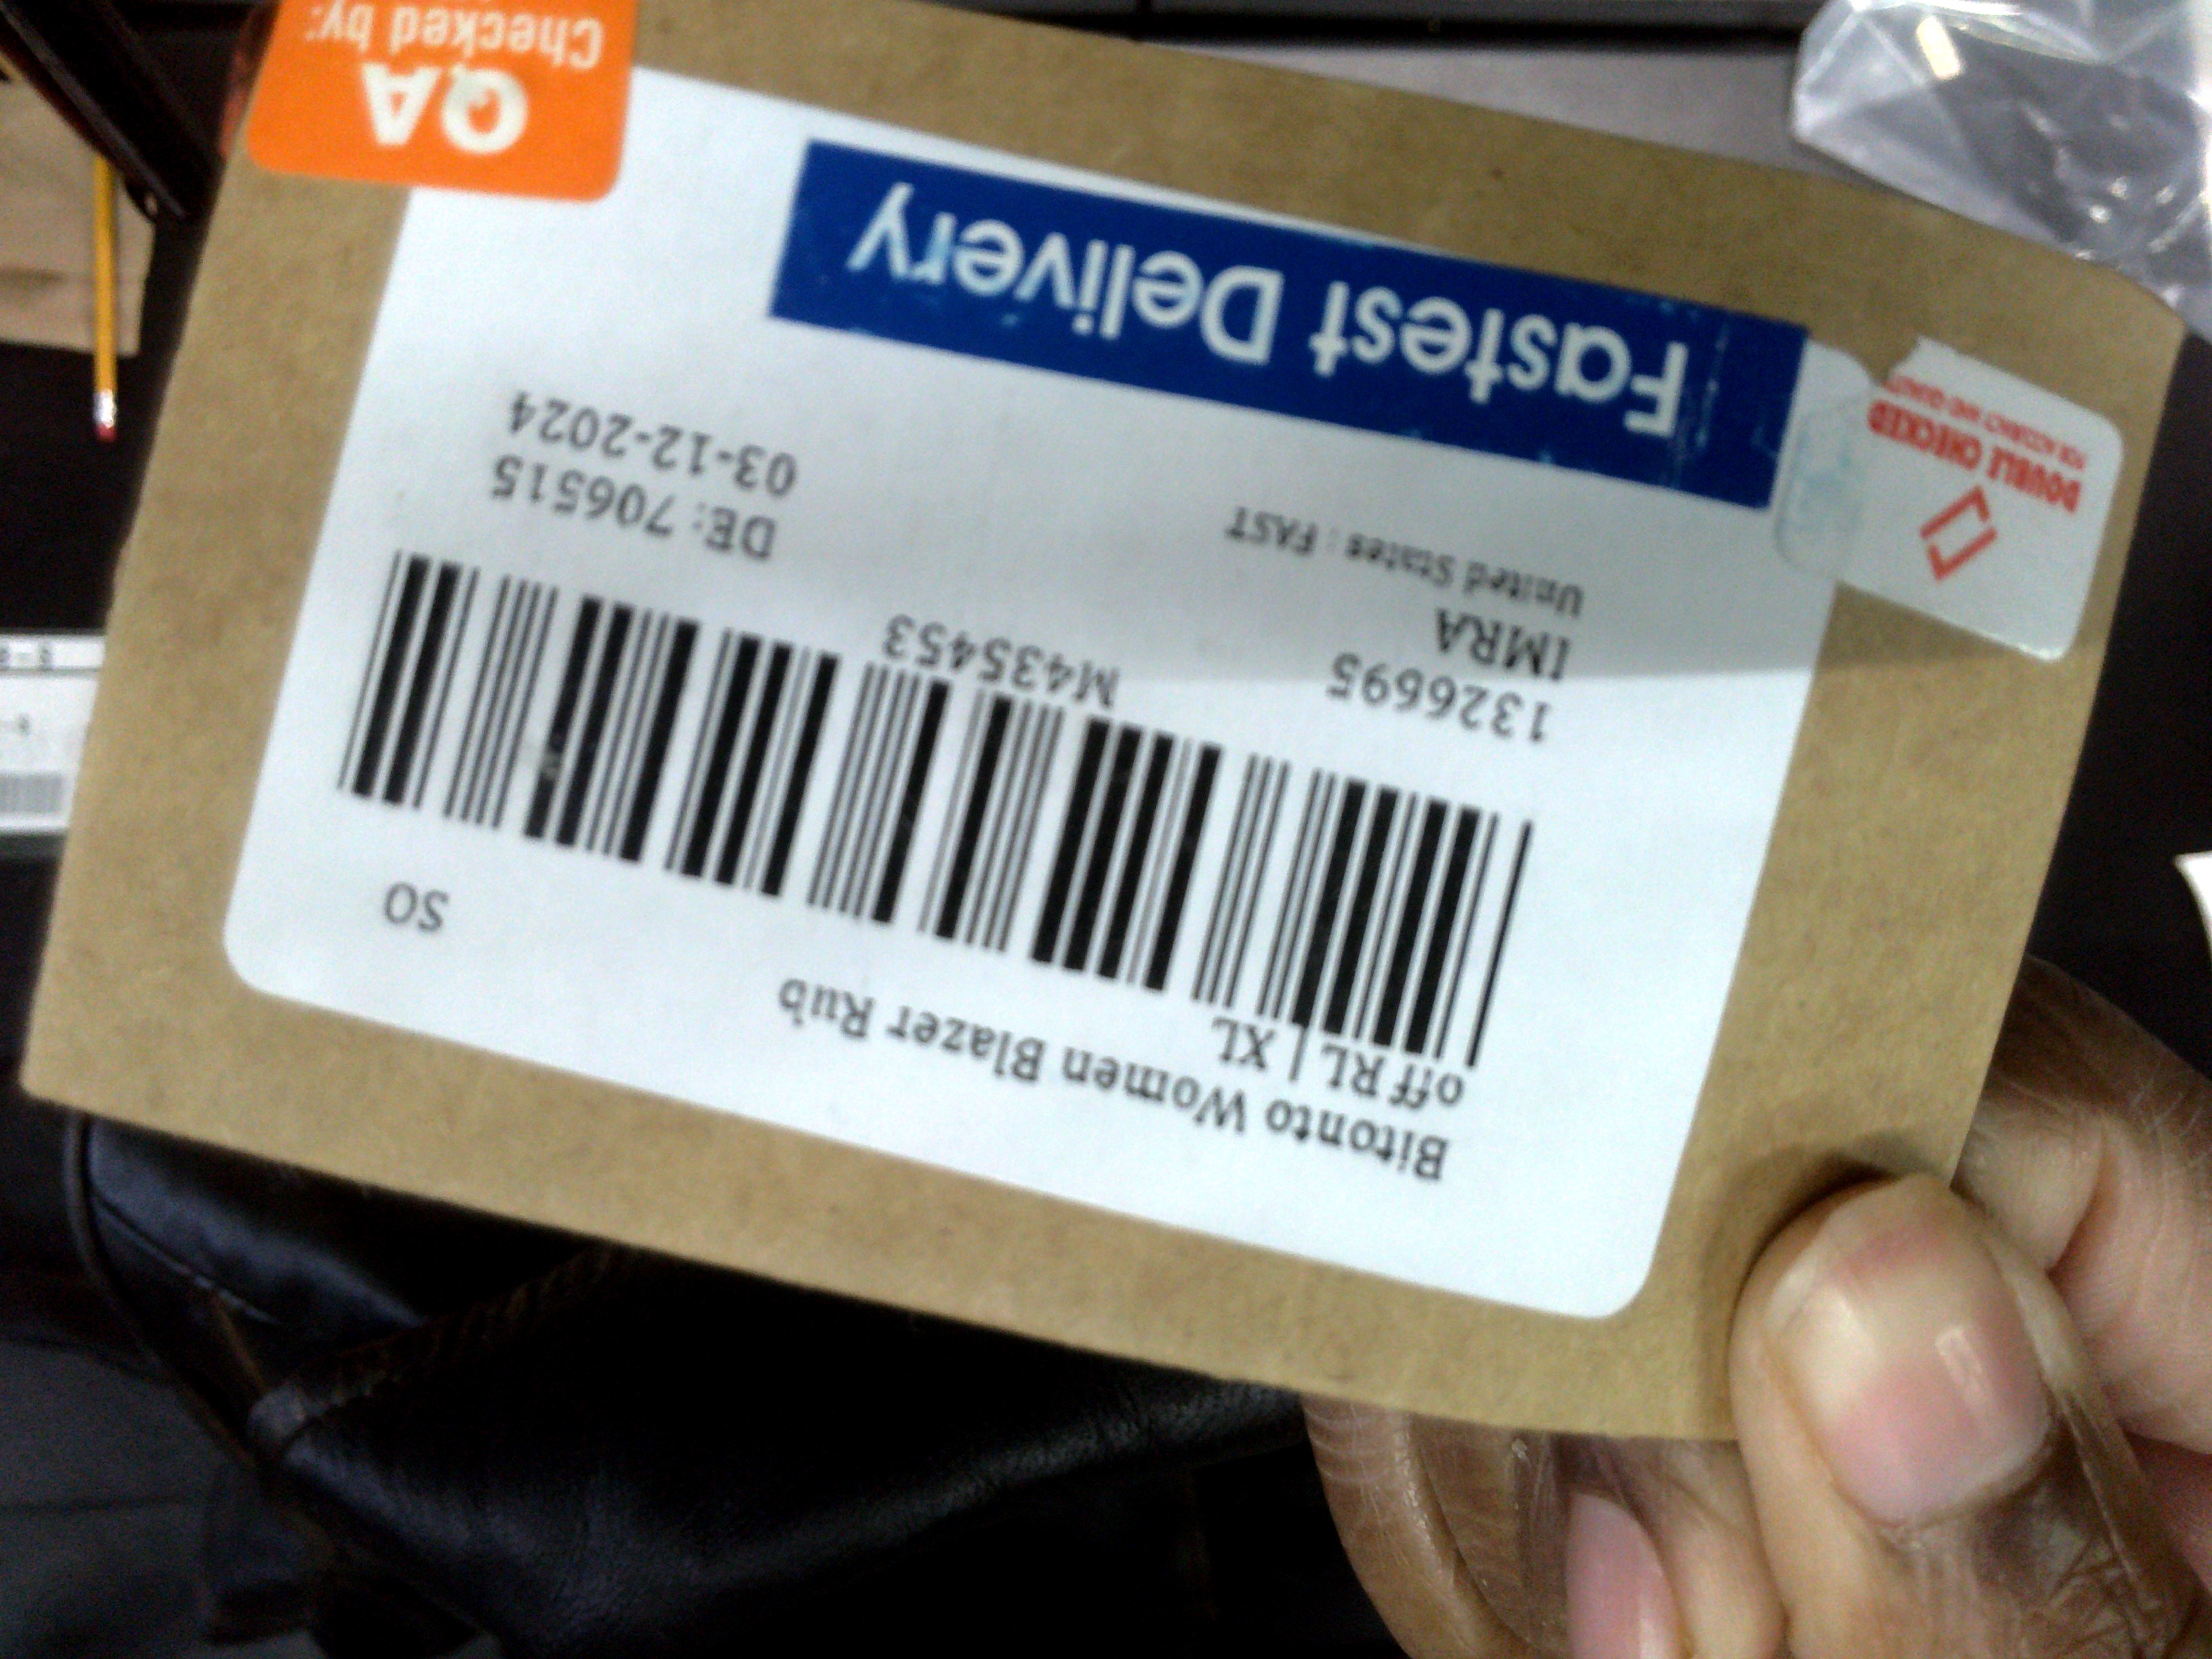 Bitonto Women Blazer Rub
off RL | XL
SO
M435453
1326695
IMRA
United States : FAST
DE: 706515
03-12-2024
Fastest Delivery
DOUBLE CHECKED
QA
Checked by: